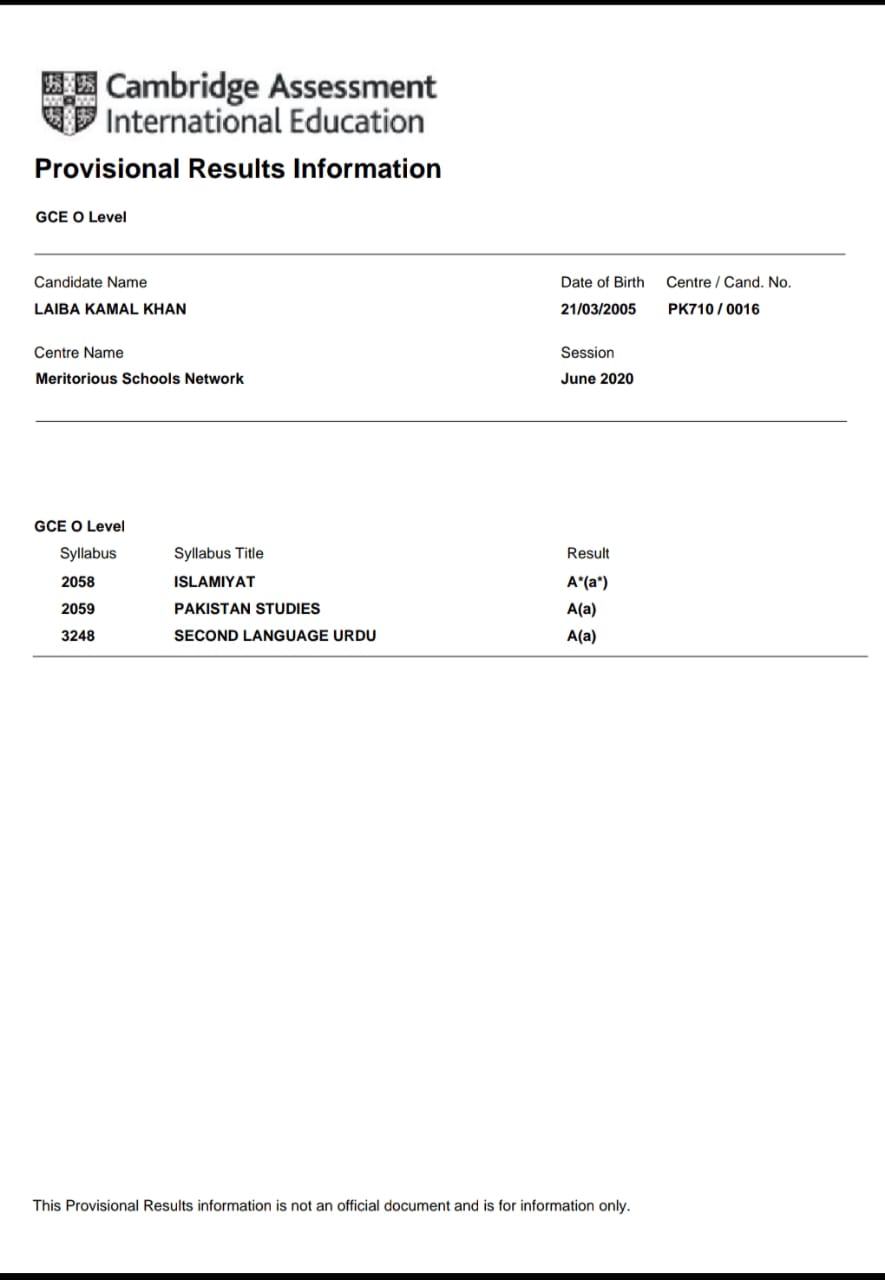 Cambridge Assessment
International Education
Provisional Results Information
GCE O Level
Candidate Name Date of Birth Centre / Cand. No.
LAIBA KAMAL KHAN 21/03/2005 PK710 / 0016
Centre Name Session
Meritorious Schools Network June 2020
GCE O Level
Syllabus Syllabus Title Result
2058 ISLAMIYAT A*(a*)
2059 PAKISTAN STUDIES A(a)
3248 SECOND LANGUAGE URDU A(a)
This Provisional Results information is not an official document and is for information only.